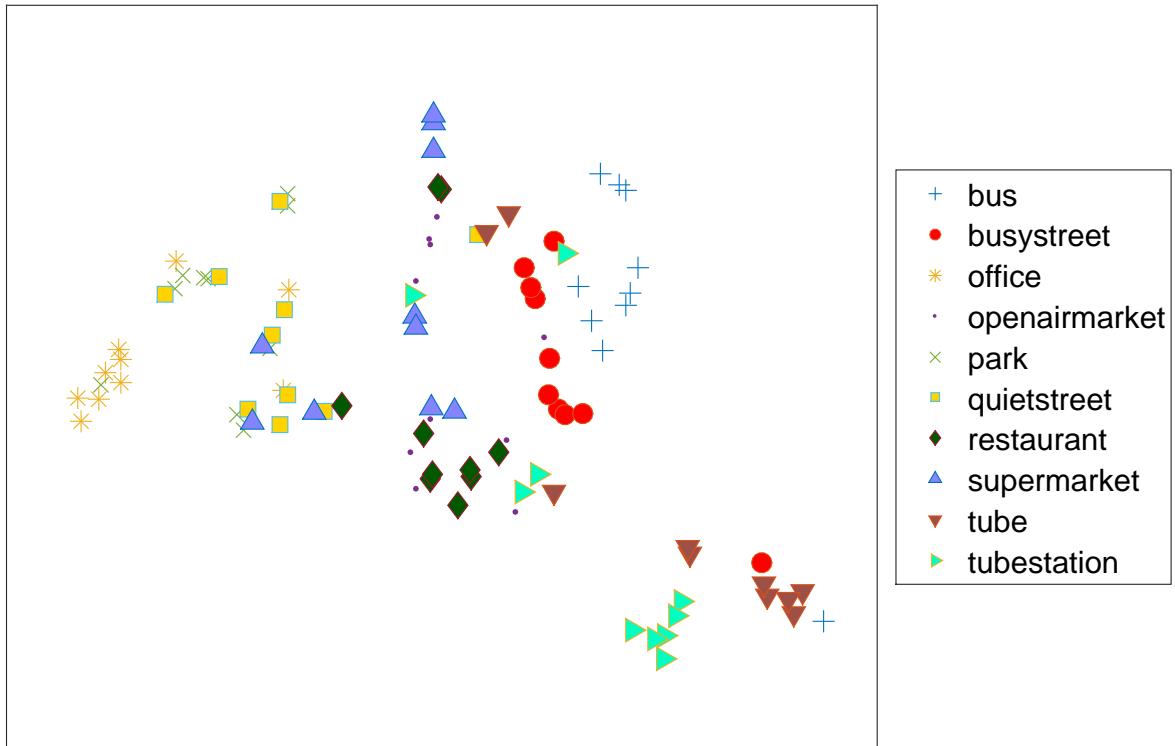 bus
busystreet
office
openairmarket
park
quietstreet
restaurant
supermarket
tube
tubestation